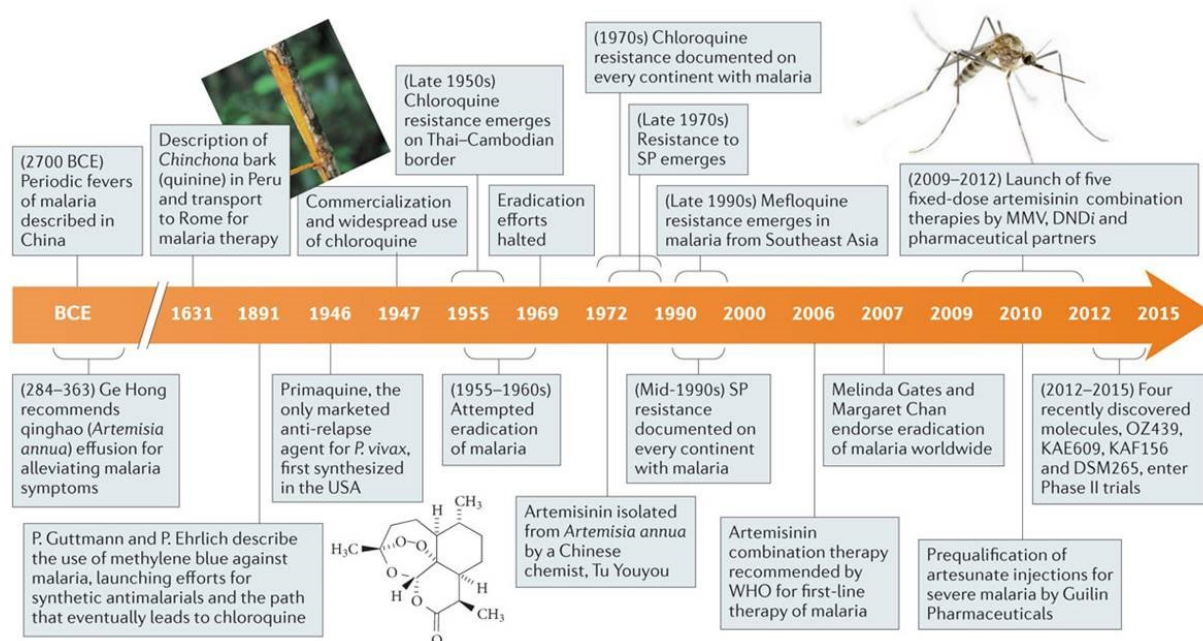 (2700 BCE)
Periodic fevers
of malaria
described in
China
Description of
Chinchona bark
(quinine) in Peru
and transport
to Rome for
malaria therapy
Commercialization
and widespread use
of chloroquine
(Late 1950s)
Chloroquine
resistance emerges
on Thai–Cambodian
border
Eradication
efforts
halted
(1970s) Chloroquine
resistance documented on
every continent with malaria
(Late 1970s)
Resistance to
SP emerges
(Late 1990s) Mefloquine
resistance emerges in
malaria from Southeast Asia
(2009–2012) Launch of five
fixed-dose artemisinin combination
therapies by MMV, DNDi and
pharmaceutical partners
BCE 1631 1891 1946 1947 1955 1969 1972 1990 2000 2006 2007 2009 2010 2012 2015
(284–363) Ge Hong
recommends
qinghao (Artemisia
annua) effusion for
alleviating malaria
symptoms
P. Guttmann and P. Ehrlich describe
the use of methylene blue against
malaria, launching efforts for
synthetic antimalarials and the path
that eventually leads to chloroquine
Primaquine, the
only marketed
anti-relapse
agent for P. vivax,
first synthesized
in the USA
H
CH₃
H₃C
O
O
O
H
O
H
CH₃
O
(1955–1960s)
Attempted
eradication
of malaria
Artemisinin isolated
from Artemisia annua
by a Chinese
chemist, Tu Youyou
(Mid-1990s) SP
resistance
documented on
every continent
with malaria
Artemisinin
combination therapy
recommended by
WHO for first-line
therapy of malaria
Melinda Gates and
Margaret Chan
endorse eradication
of malaria worldwide
Prequalification of
artesunate injections for
severe malaria by Guilin
Pharmaceuticals
(2012–2015) Four
recently discovered
molecules, OZ439,
KAE609, KAF156
and DSM265, enter
Phase II trials